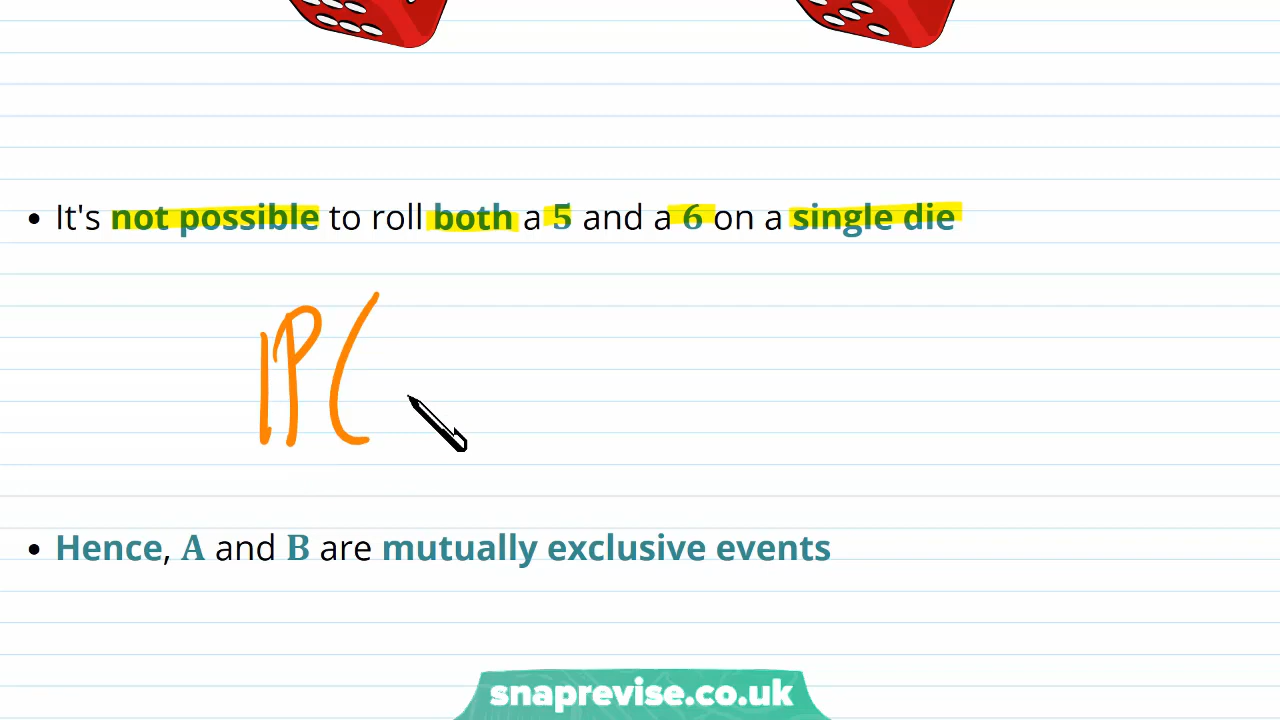 • It's not possible to roll both a 5 and a 6 on a single die
ℙ(
• Hence, A and B are mutually exclusive events
snaprevise.co.uk